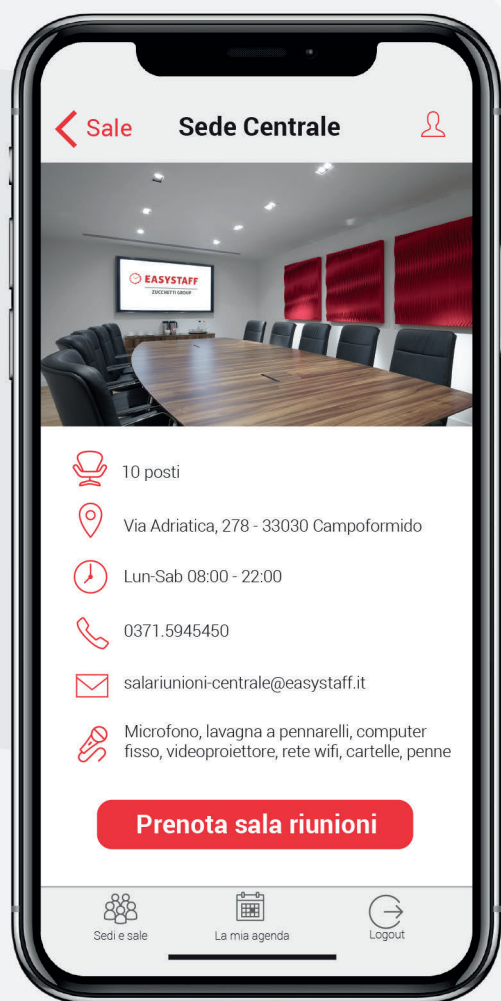 Sale
Sede Centrale
EASYSTAFF
ZUCCHETTI GROUP
10 posti
Via Adriatica, 278 - 33030 Campoformido
Lun-Sab 08:00 - 22:00
0371.5945450
salariunioni-centrale@easystaff.it
Microfono, lavagna a pennarelli, computer
fisso, videoproiettore, rete wifi, cartelle, penne
Prenota sala riunioni
Sedi e sale
La mia agenda
Logout